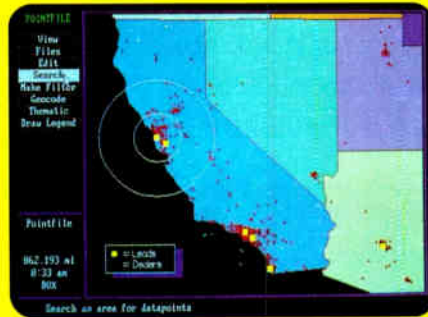 POINTFILE
View
Files
Edit
Search
Make Filter
Geocode
Thematic
Draw Legend
Pointfile
862.193 mi
8:33 am
BOX
= Leads
= Dealers
Search an area for datapoints